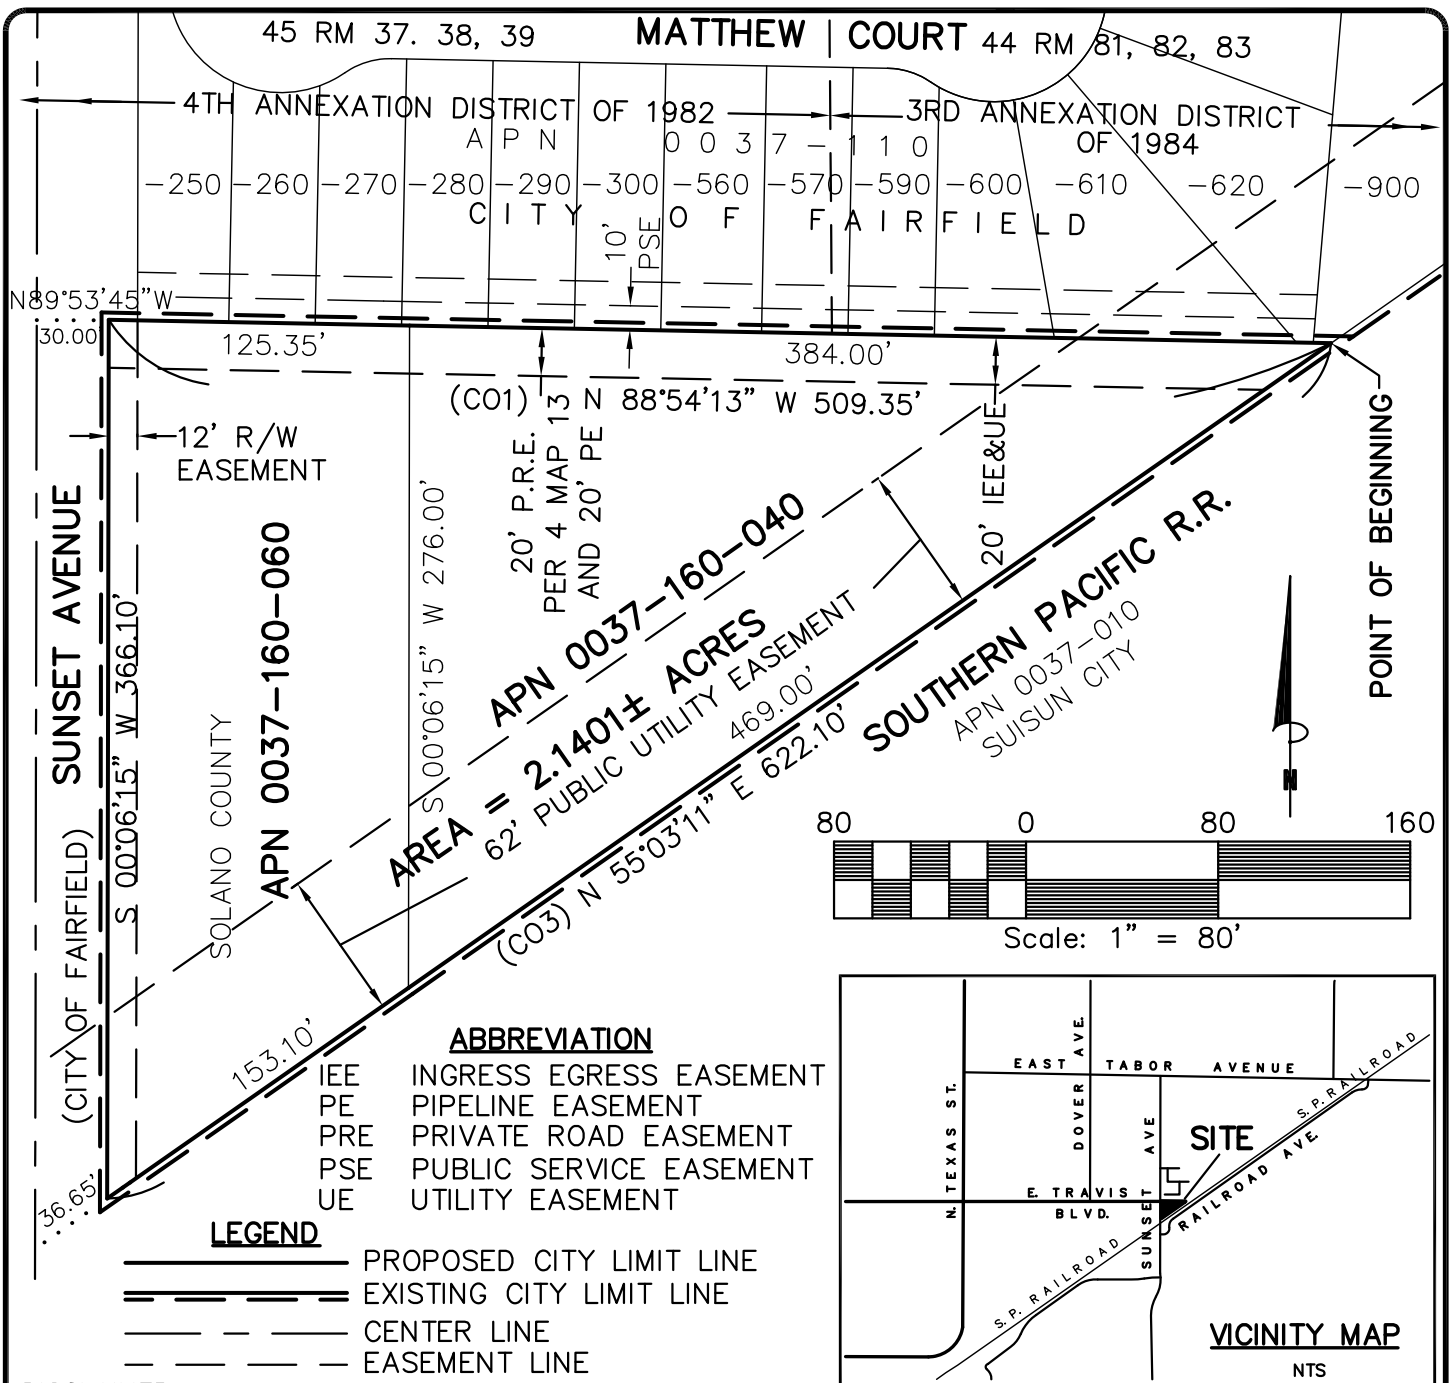 45 RM 37. 38, 39
MATTHEW COURT
44 RM 81, 82, 83
4TH ANNEXATION DISTRICT OF 1982
3RD ANNEXATION DISTRICT
OF 1984
APN 0037-110
-250 -260 -270 -280 -290 -300 -560 -570 -590 -600 -610 -620 -900
CITY OF FAIRFIELD
10'
PSE
N89°53'45"W
30.00'
125.35'
384.00'
(CO1) N 88°54'13" W 509.35'
12' R/W
EASEMENT
20' P.R.E.
PER 4 MAP 13
AND 20' PE
20' IEE&UE
POINT OF BEGINNING
SUNSET AVENUE
(CITY OF FAIRFIELD)
S 00°06'15" W 366.10'
SOLANO COUNTY
APN 0037-160-060
S 00°06'15" W 276.00'
APN 0037-160-040
AREA = 2.1401± ACRES
62' PUBLIC UTILITY EASEMENT
469.00'
(CO3) N 55°03'11" E 622.10'
SOUTHERN PACIFIC R.R.
APN 0037-010
SUISUN CITY
N
80 0 80 160
Scale: 1" = 80'
153.10'
36.65'
ABBREVIATION
IEE INGRESS EGRESS EASEMENT
PE PIPELINE EASEMENT
PRE PRIVATE ROAD EASEMENT
PSE PUBLIC SERVICE EASEMENT
UE UTILITY EASEMENT
LEGEND
PROPOSED CITY LIMIT LINE
EXISTING CITY LIMIT LINE
CENTER LINE
EASEMENT LINE
EAST TABOR AVENUE
N. TEXAS ST.
DOVER AVE.
SUNSET AVE
S.P. RAILROAD
SITE
RAILROAD AVE.
E. TRAVIS
BLVD.
S.P. RAILROAD
VICINITY MAP
NTS